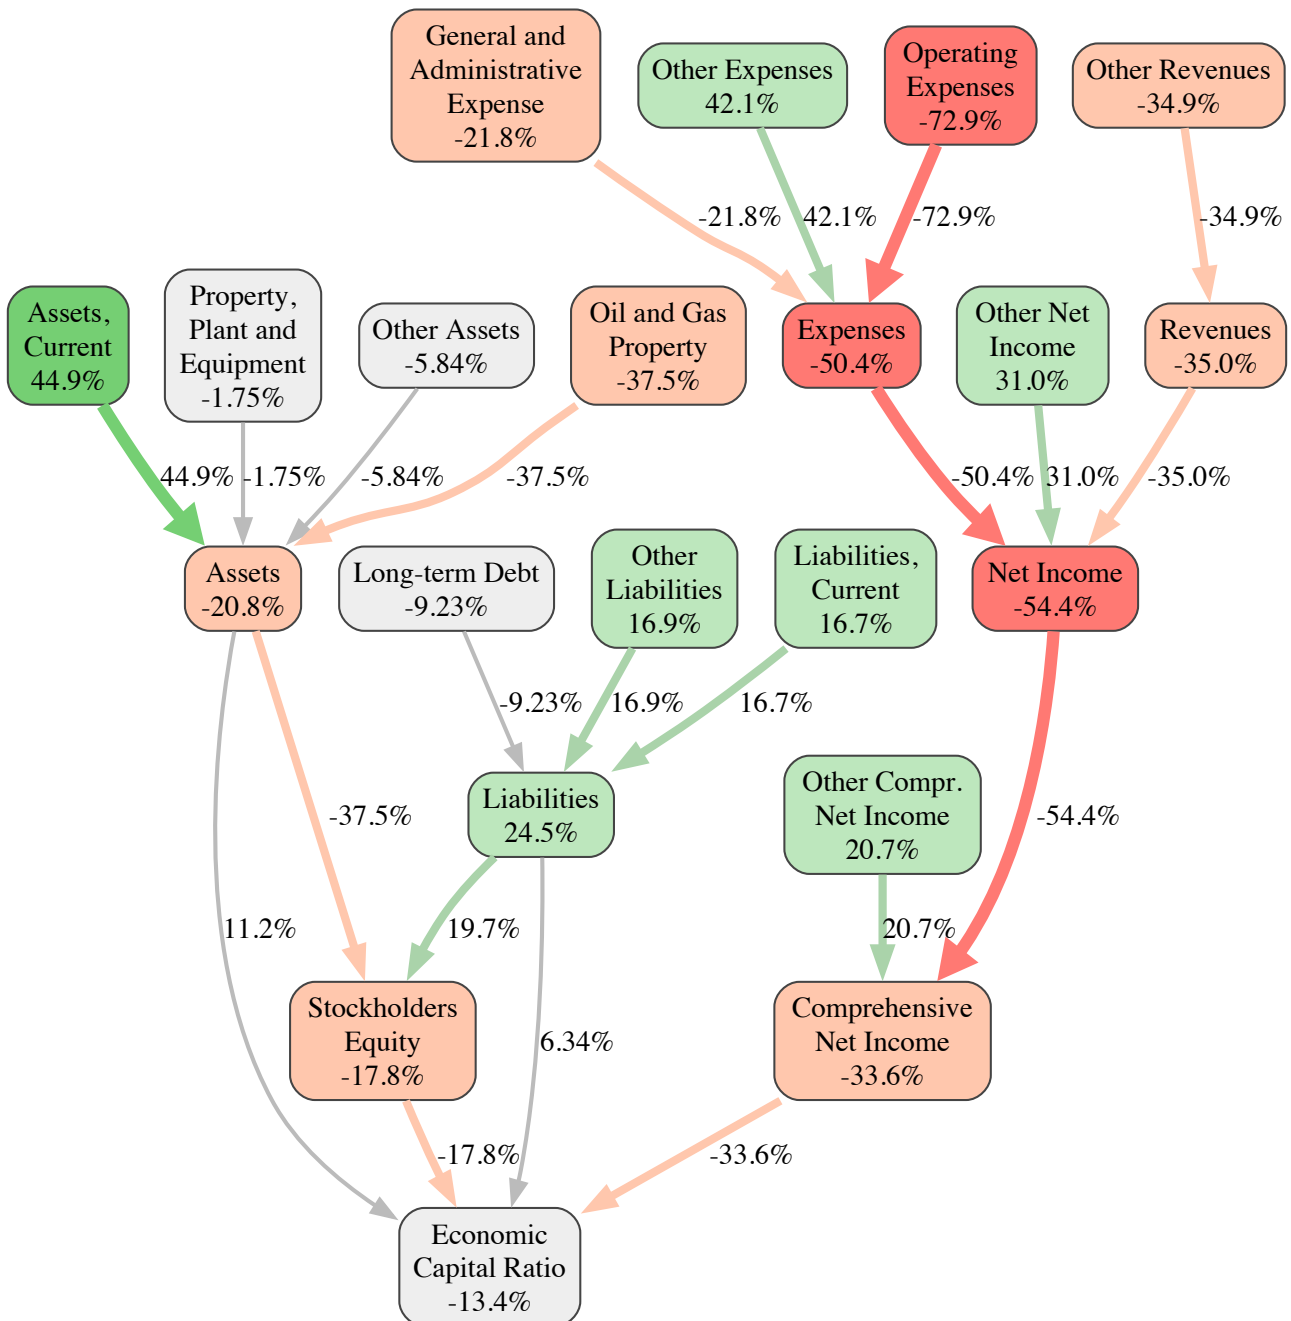 General and
Administrative
Expense
-21.8%
Other Expenses
42.1%
Operating
Expenses
-72.9%
Other Revenues
-34.9%
-21.8%
42.1%
-72.9%
-34.9%
Assets,
Current
44.9%
Property,
Plant and
Equipment
-1.75%
Other Assets
-5.84%
Oil and Gas
Property
-37.5%
Expenses
-50.4%
Other Net
Income
31.0%
Revenues
-35.0%
44.9%
-1.75%
-5.84%
-37.5%
-50.4%
31.0%
-35.0%
Assets
-20.8%
Long-term Debt
-9.23%
Other
Liabilities
16.9%
Liabilities,
Current
16.7%
Net Income
-54.4%
-9.23%
16.9%
16.7%
Liabilities
24.5%
Other Compr.
Net Income
20.7%
-37.5%
-54.4%
11.2%
19.7%
20.7%
Stockholders
Equity
-17.8%
6.34%
Comprehensive
Net Income
-33.6%
-17.8%
-33.6%
Economic
Capital Ratio
-13.4%